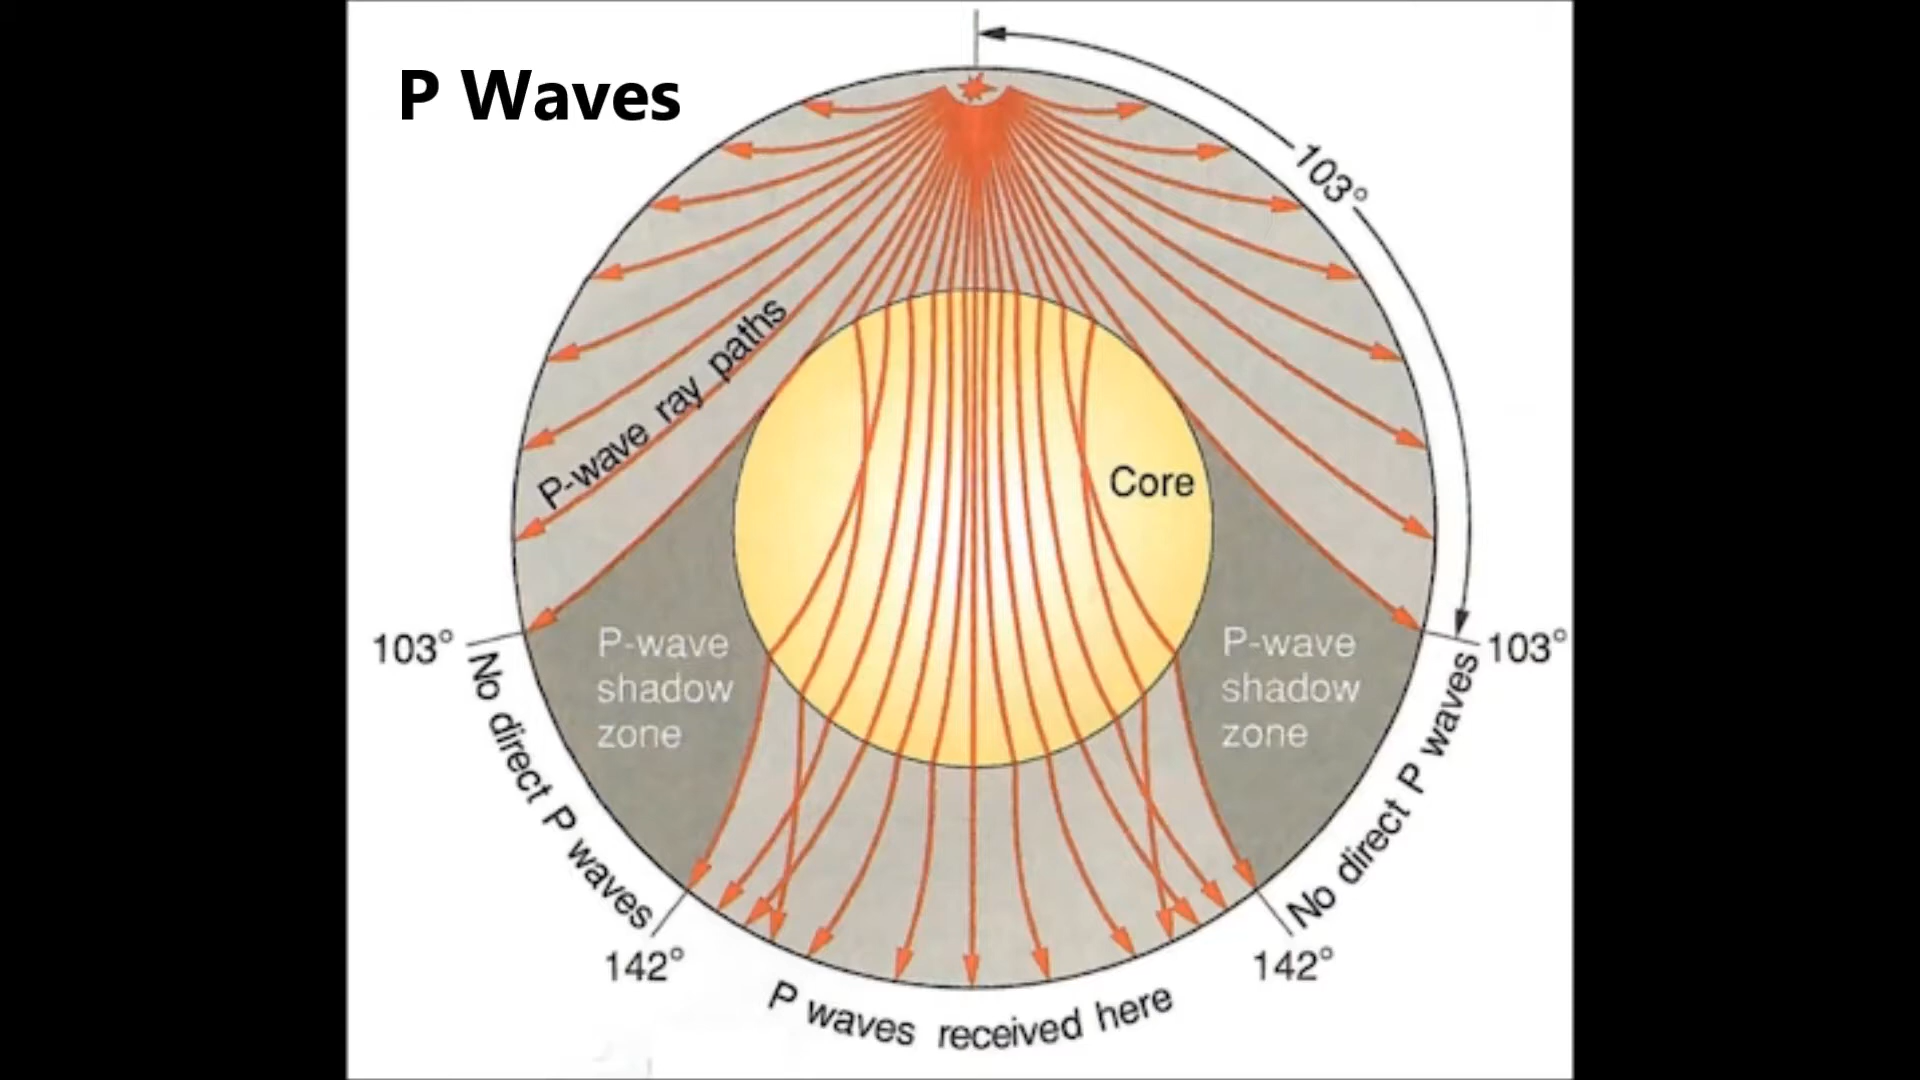 P Waves
103°
P-wave ray paths
Core
P-wave
shadow
zone
P-wave
shadow
zone
103°
103°
No direct P waves
No direct P waves
142°
142°
P waves received here